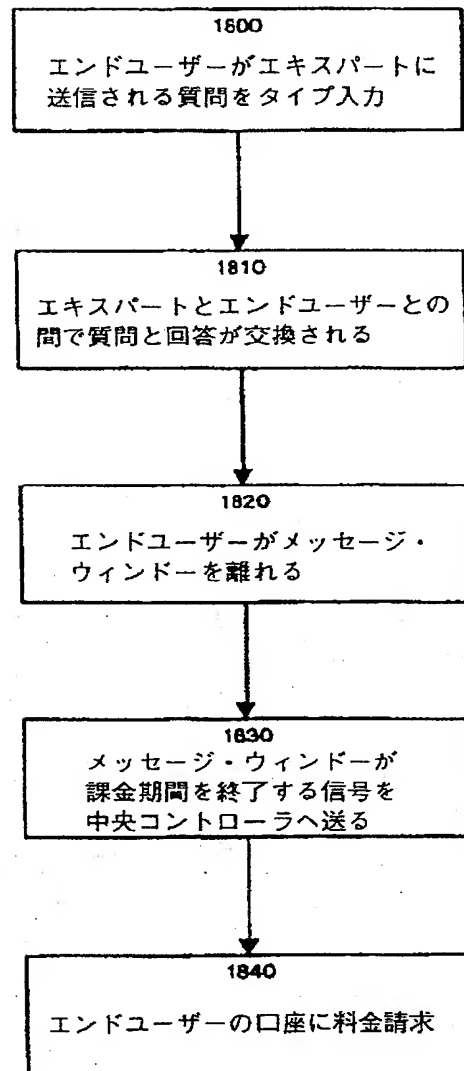 1800
エンドユーザーがエキスパートに
送信される質問をタイプ入力
1810
エキスパートとエンドユーザーとの
間で質問と回答が交換される
1820
エンドユーザーがメッセージ・
ウィンドーを離れる
1830
メッセージ・ウィンドーが
課金期間を終了する信号を
中央コントローラへ送る
1840
エンドユーザーの口座に料金請求